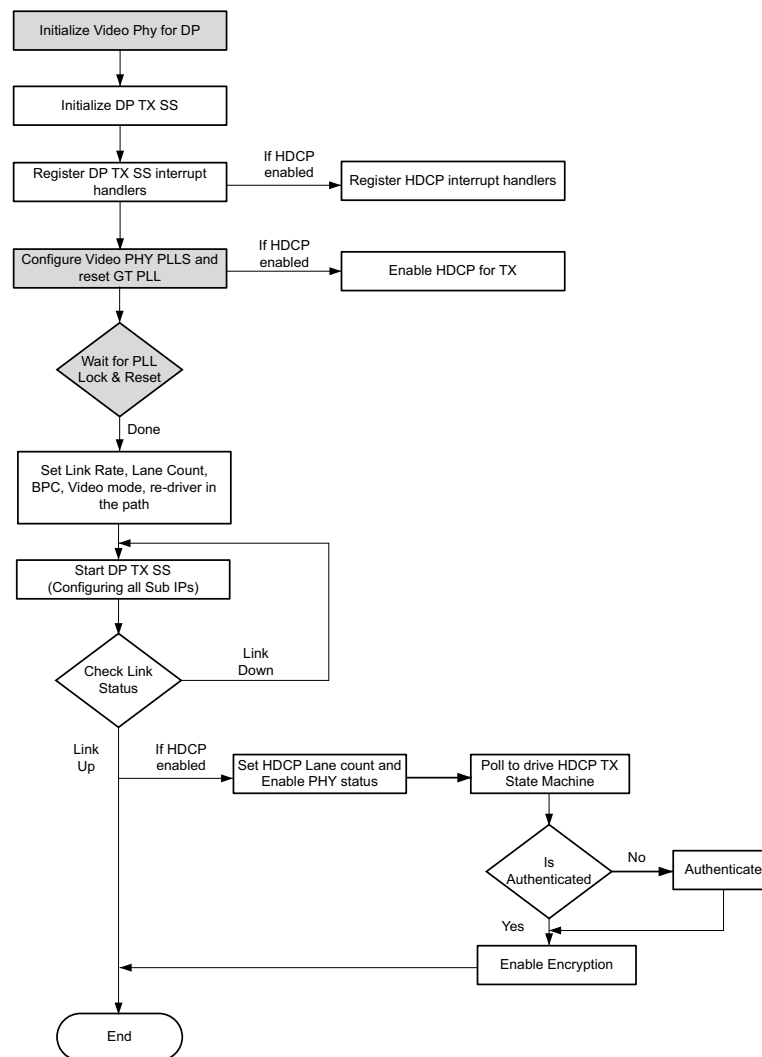 Initialize Video Phy for DP
Initialize DP TX SS
Register DP TX SS interrupt
handlers
If HDCP
enabled
Register HDCP interrupt handlers
Configure Video PHY PLLS and
reset GT PLL
If HDCP
enabled
Enable HDCP for TX
Wait for PLL
Lock & Reset
Done
Set Link Rate, Lane Count,
BPC, Video mode, re-driver in
the path
Start DP TX SS
(Configuring all Sub IPs)
Check Link
Status
Link
Down
Link
Up
If HDCP
enabled
Set HDCP Lane count and
Enable PHY status
Poll to drive HDCP TX
State Machine
Is
Authenticated
No
Authenticate
Yes
Enable Encryption
End